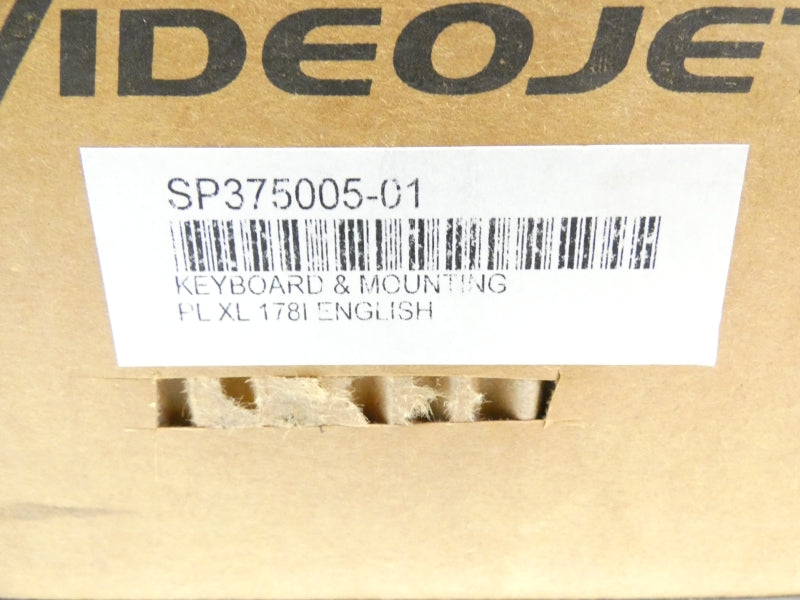 VIDEOJET
SP375005-01
KEYBOARD & MOUNTING
PL XL 178I ENGLISH